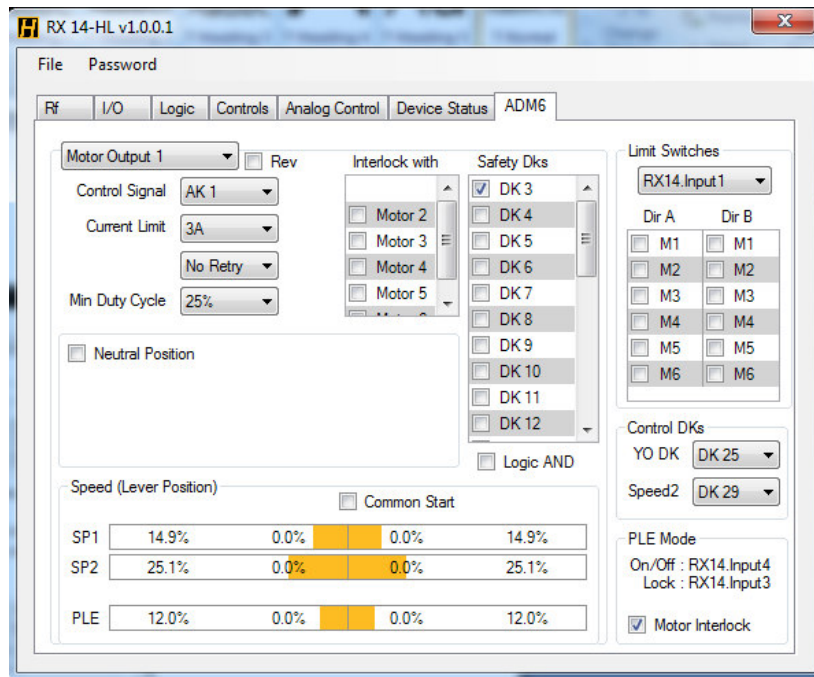 RX 14-HL v1.0.0.1
File Password
Rf I/O Logic Controls Analog Control Device Status ADM6
Motor Output 1
Rev
Control Signal AK 1
Current Limit 3A
No Retry
Min Duty Cycle 25%
Interlock with
Motor 2
Motor 3
Motor 4
Motor 5
Safety Dks
DK 3
DK 4
DK 5
DK 6
DK 7
DK 8
DK 9
DK 10
DK 11
DK 12
Logic AND
Neutral Position
Speed (Lever Position)
Common Start
SP1 14.9% 0.0% 0.0% 14.9%
SP2 25.1% 0.0% 0.0% 25.1%
PLE 12.0% 0.0% 0.0% 12.0%
Limit Switches
RX14.Input1
Dir A Dir B
M1 M1
M2 M2
M3 M3
M4 M4
M5 M5
M6 M6
Control DKs
YO DK DK 25
Speed2 DK 29
PLE Mode
On/Off : RX14.Input4
Lock : RX14.Input3
Motor Interlock